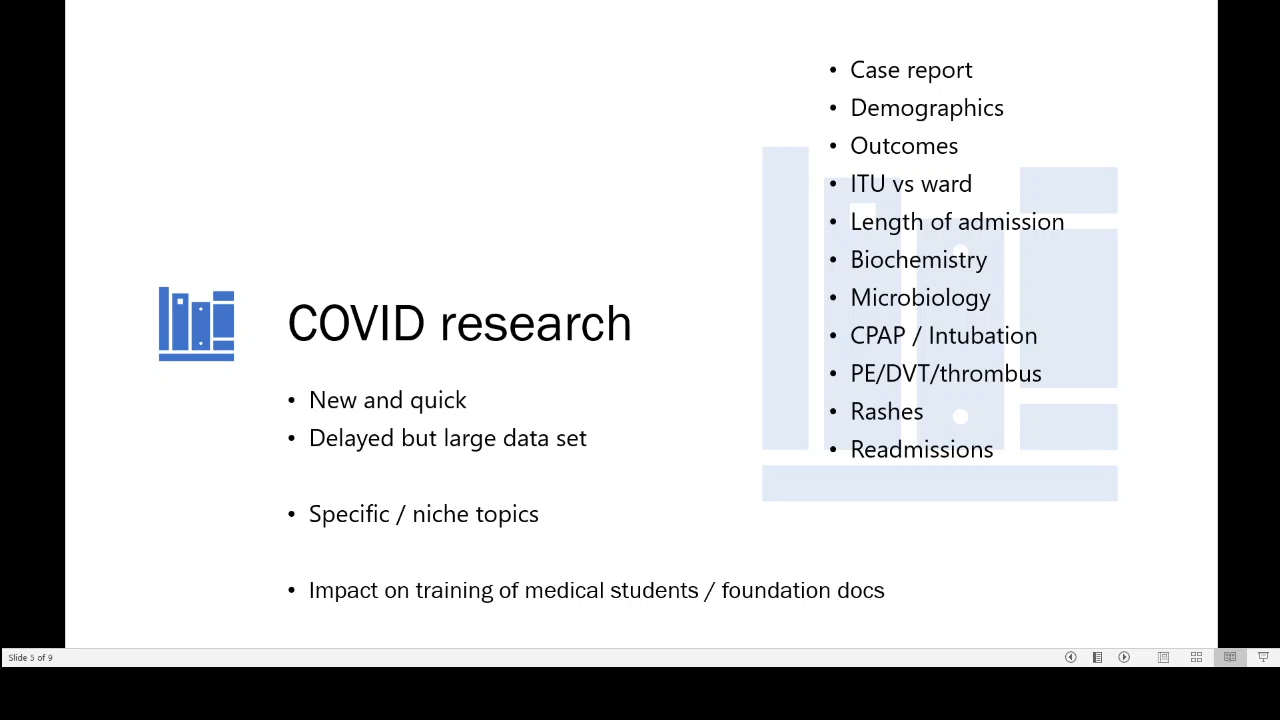 • Case report
• Demographics
• Outcomes
• ITU vs ward
• Length of admission
• Biochemistry
• Microbiology
• CPAP / Intubation
• PE/DVT/thrombus
• Rashes
• Readmissions
COVID research
• New and quick
• Delayed but large data set
• Specific / niche topics
• Impact on training of medical students / foundation docs
Slide 5 of 9